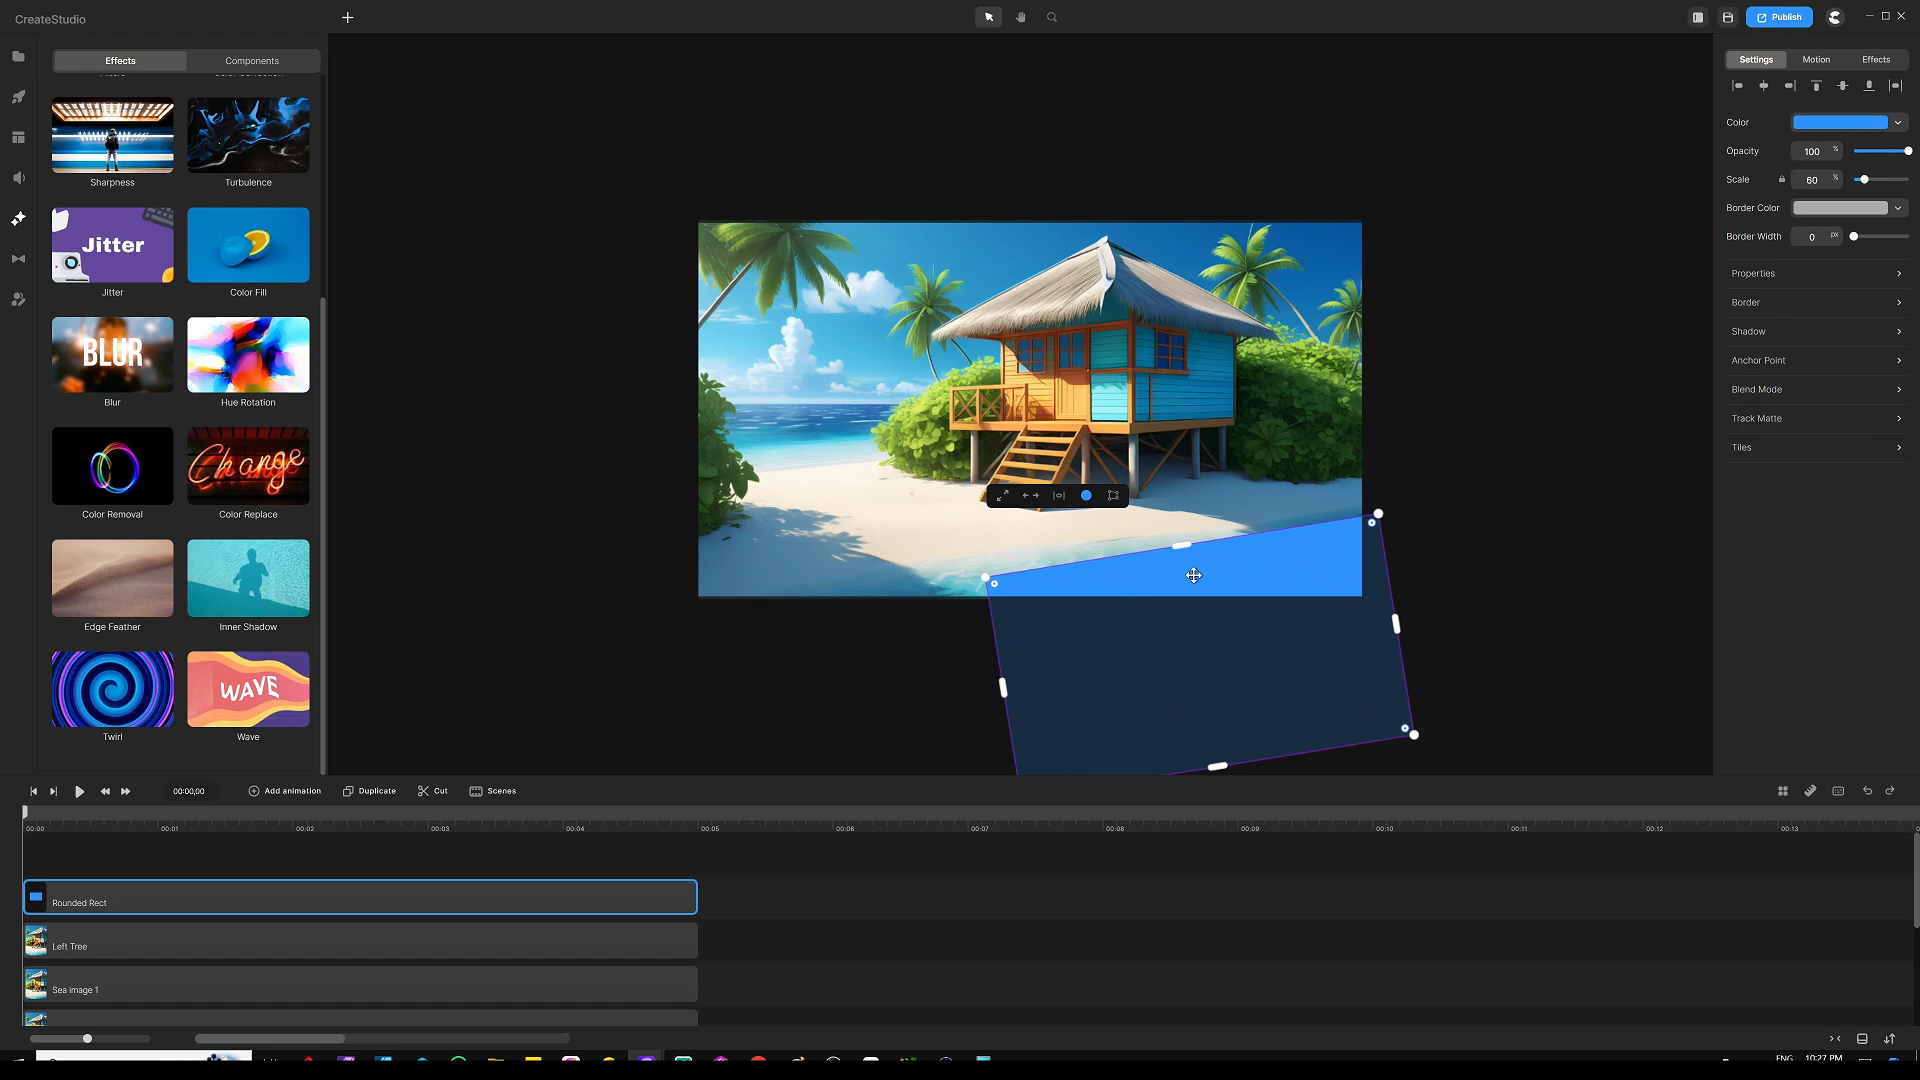 CreateStudio
Publish
Effects
Components
Settings
Motion
Effects
Sharpness
Turbulence
Color
Opacity
100 %
Scale
60 %
Border Color
Border Width
0 px
Jitter
Jitter
Color Fill
Properties
Border
Shadow
BLUR
Blur
Hue Rotation
Anchor Point
Blend Mode
Track Matte
Tiles
Change
Color Removal
Color Replace
Edge Feather
Inner Shadow
WAVE
Twirl
Wave
00:00,00
Add animation
Duplicate
Cut
Scenes
00:00
00:01
00:02
00:03
00:04
00:05
00:06
00:07
00:08
00:09
00:10
00:11
00:12
00:13
Rounded Rect
Left Tree
Sea image 1
ENG
10:27 PM